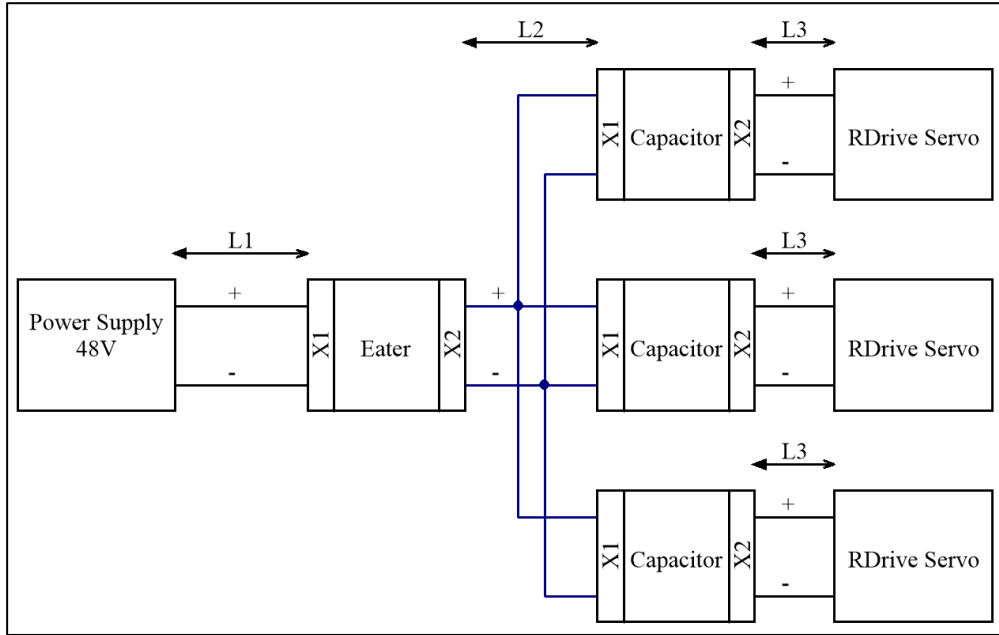 L2
L3
+
X1
Capacitor
X2
-
RDrive Servo
L1
L3
Power Supply
48V
+
-
X1
Eater
X2
+
-
X1
Capacitor
X2
+
-
RDrive Servo
L3
X1
Capacitor
X2
+
-
RDrive Servo